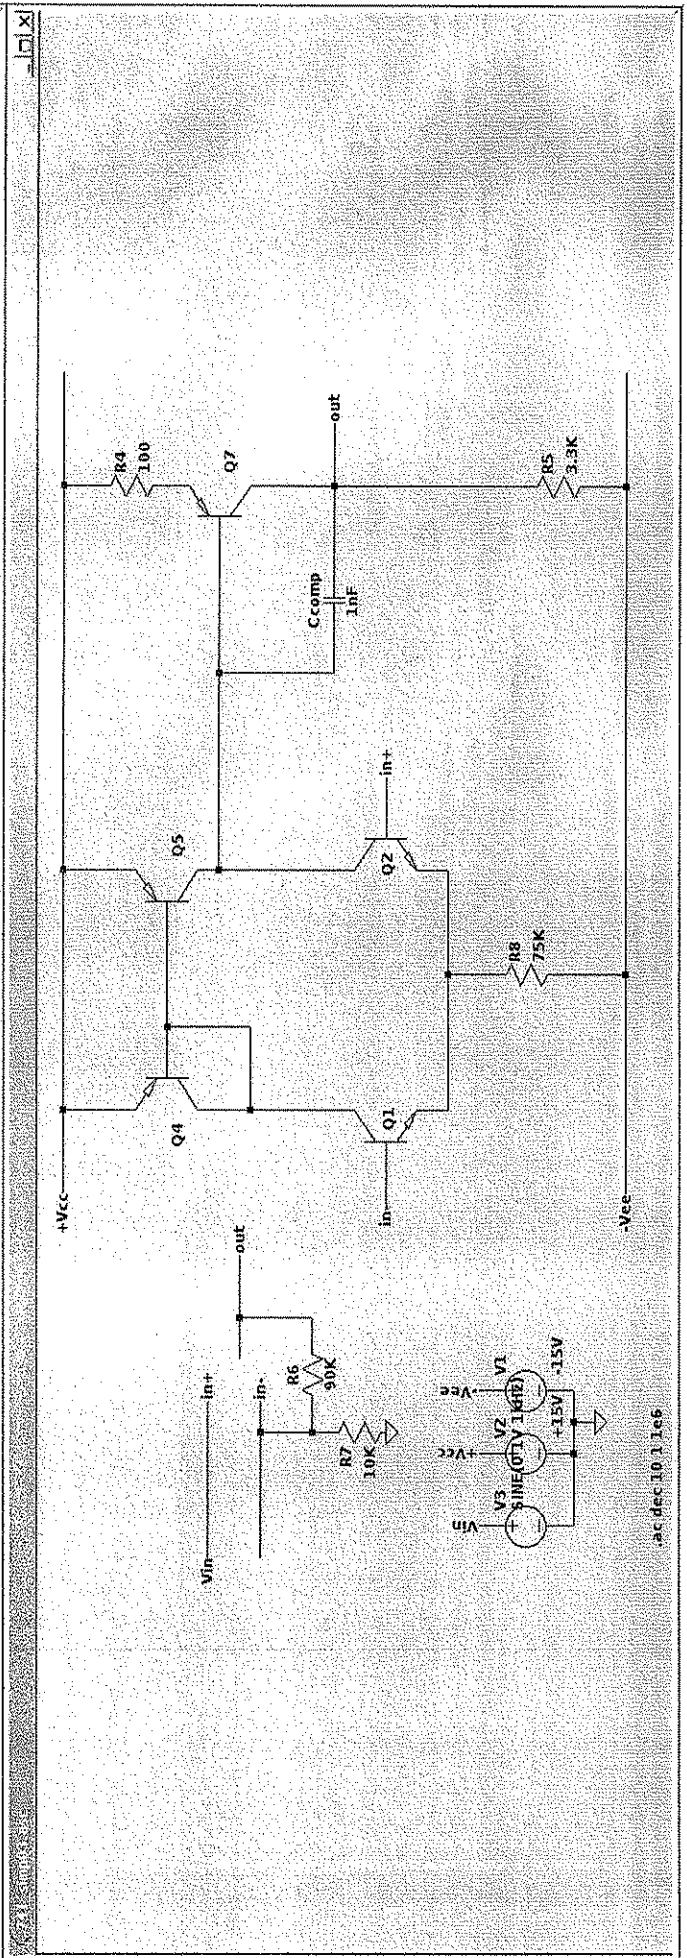 +Vcc
R4
100
Q4
Q5
Q7
out
Ccomp
1nF
in-
Q1
Q2
in+
R8
75K
R5
3.3K
-Vee
Vin
in+
in-
out
R6
90K
R7
10K
Vin
+Vcc
-Vee
V3
V2
V1
SINE(0 .1V 1KHz)
+15V
-15V
.ac dec 10 1 1e6